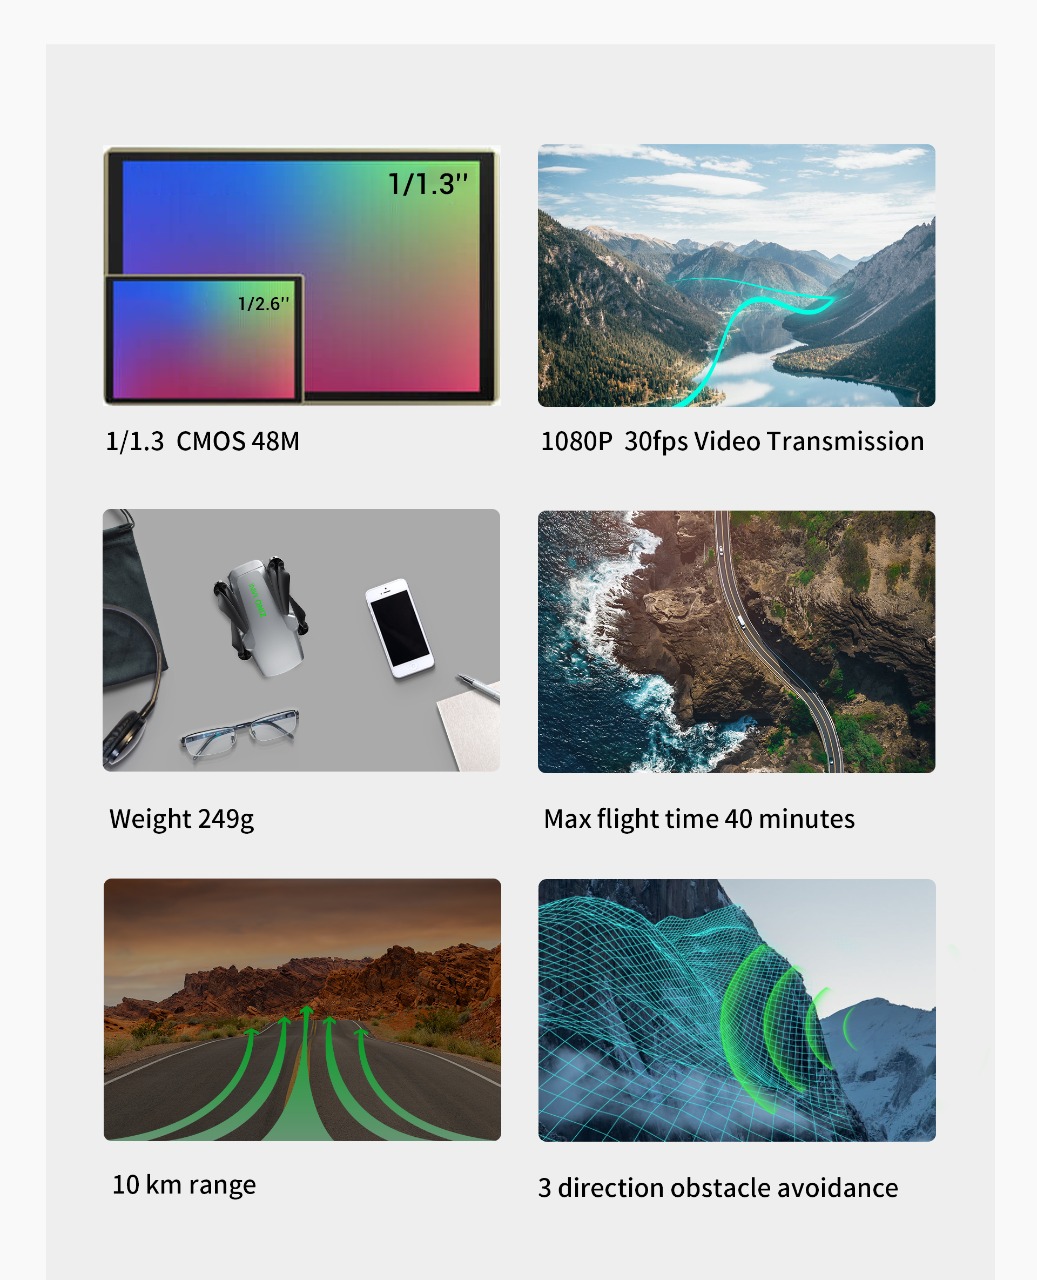 1/1.3''
1/2.6''
1/1.3 CMOS 48M
1080P 30fps Video Transmission
Weight 249g
Max flight time 40 minutes
10 km range
3 direction obstacle avoidance